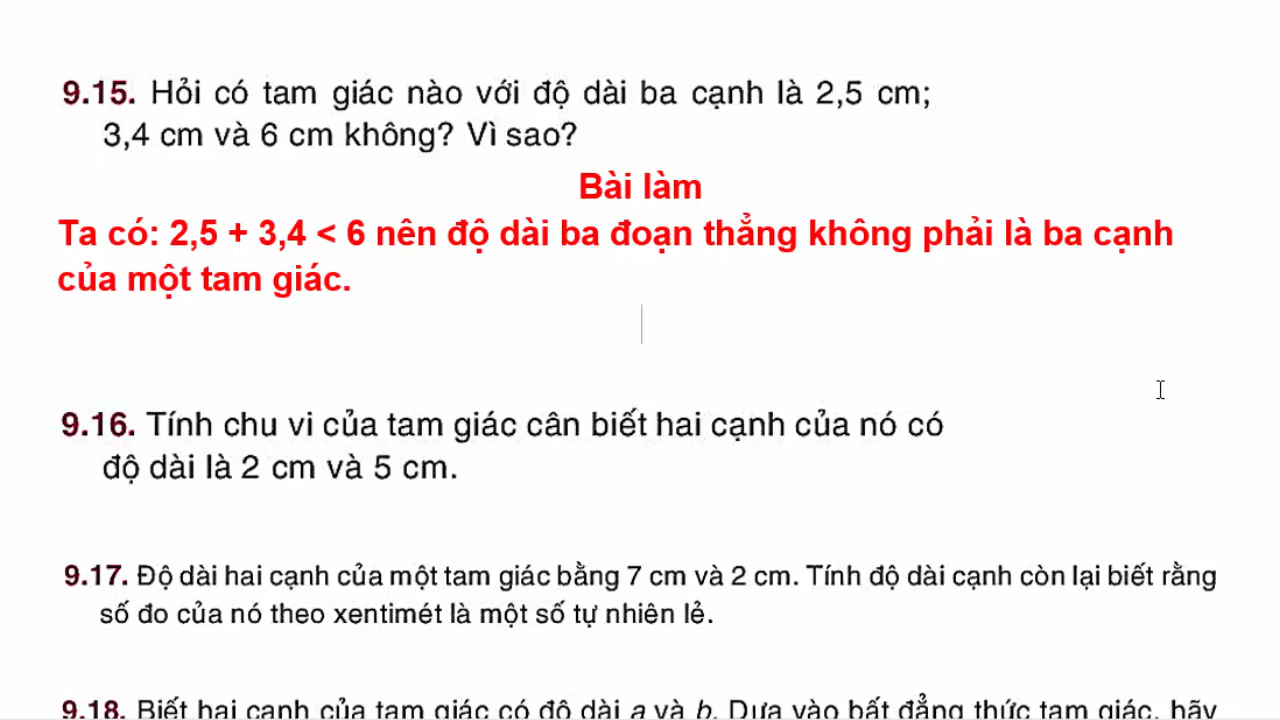 9.15. Hỏi có tam giác nào với độ dài ba cạnh là 2,5 cm;
3,4 cm và 6 cm không? Vì sao?
Bài làm
Ta có: 2,5 + 3,4 < 6 nên độ dài ba đoạn thẳng không phải là ba cạnh
của một tam giác.
9.16. Tính chu vi của tam giác cân biết hai cạnh của nó có
độ dài là 2 cm và 5 cm.
9.17. Độ dài hai cạnh của một tam giác bằng 7 cm và 2 cm. Tính độ dài cạnh còn lại biết rằng
số đo của nó theo xentimét là một số tự nhiên lẻ.
9.18. Biết hai cạnh của tam giác có độ dài a và b. Dựa vào bất đẳng thức tam giác, hãy